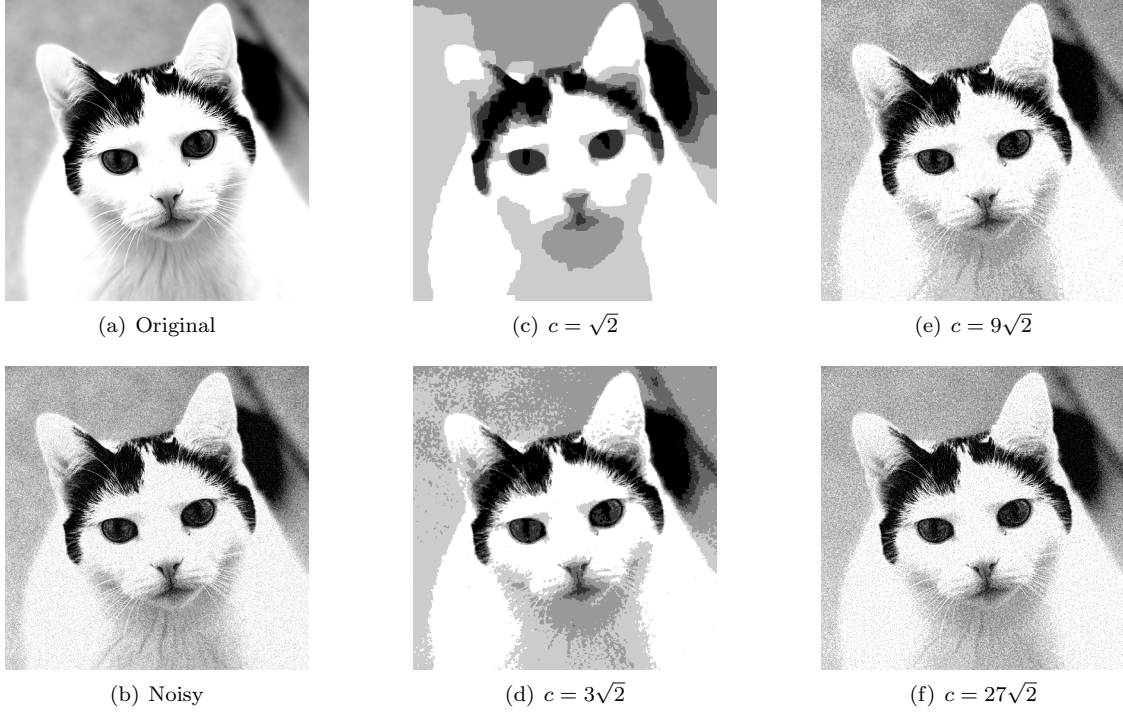 (a) Original
(c) c = √2
(e) c = 9√2
(b) Noisy
(d) c = 3√2
(f) c = 27√2